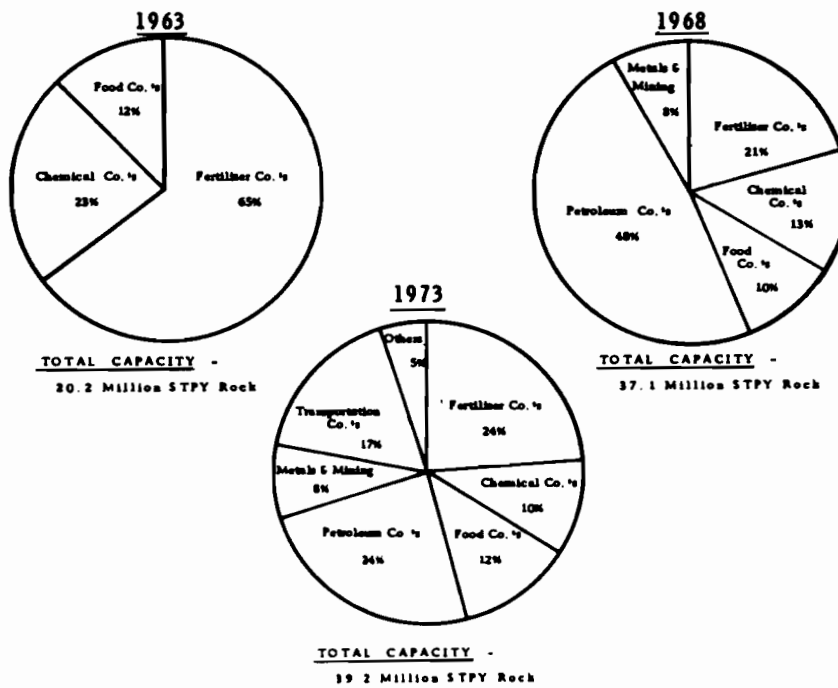 1963
Food Co.'s
12%
Chemical Co.'s
23%
Fertilizer Co.'s
65%
TOTAL CAPACITY -
20.2 Million STPY Rock
1968
Metals &
Mining
8%
Fertilizer Co.'s
21%
Chemical
Co.'s
13%
Petroleum Co.'s
48%
Food
Co.'s
10%
TOTAL CAPACITY -
37.1 Million STPY Rock
1973
Others
5%
Fertilizer Co.'s
24%
Transportation
Co.'s
17%
Chemical Co.'s
10%
Metals & Mining
8%
Petroleum Co's
24%
Food Co.'s
12%
TOTAL CAPACITY -
Million STPY Rock